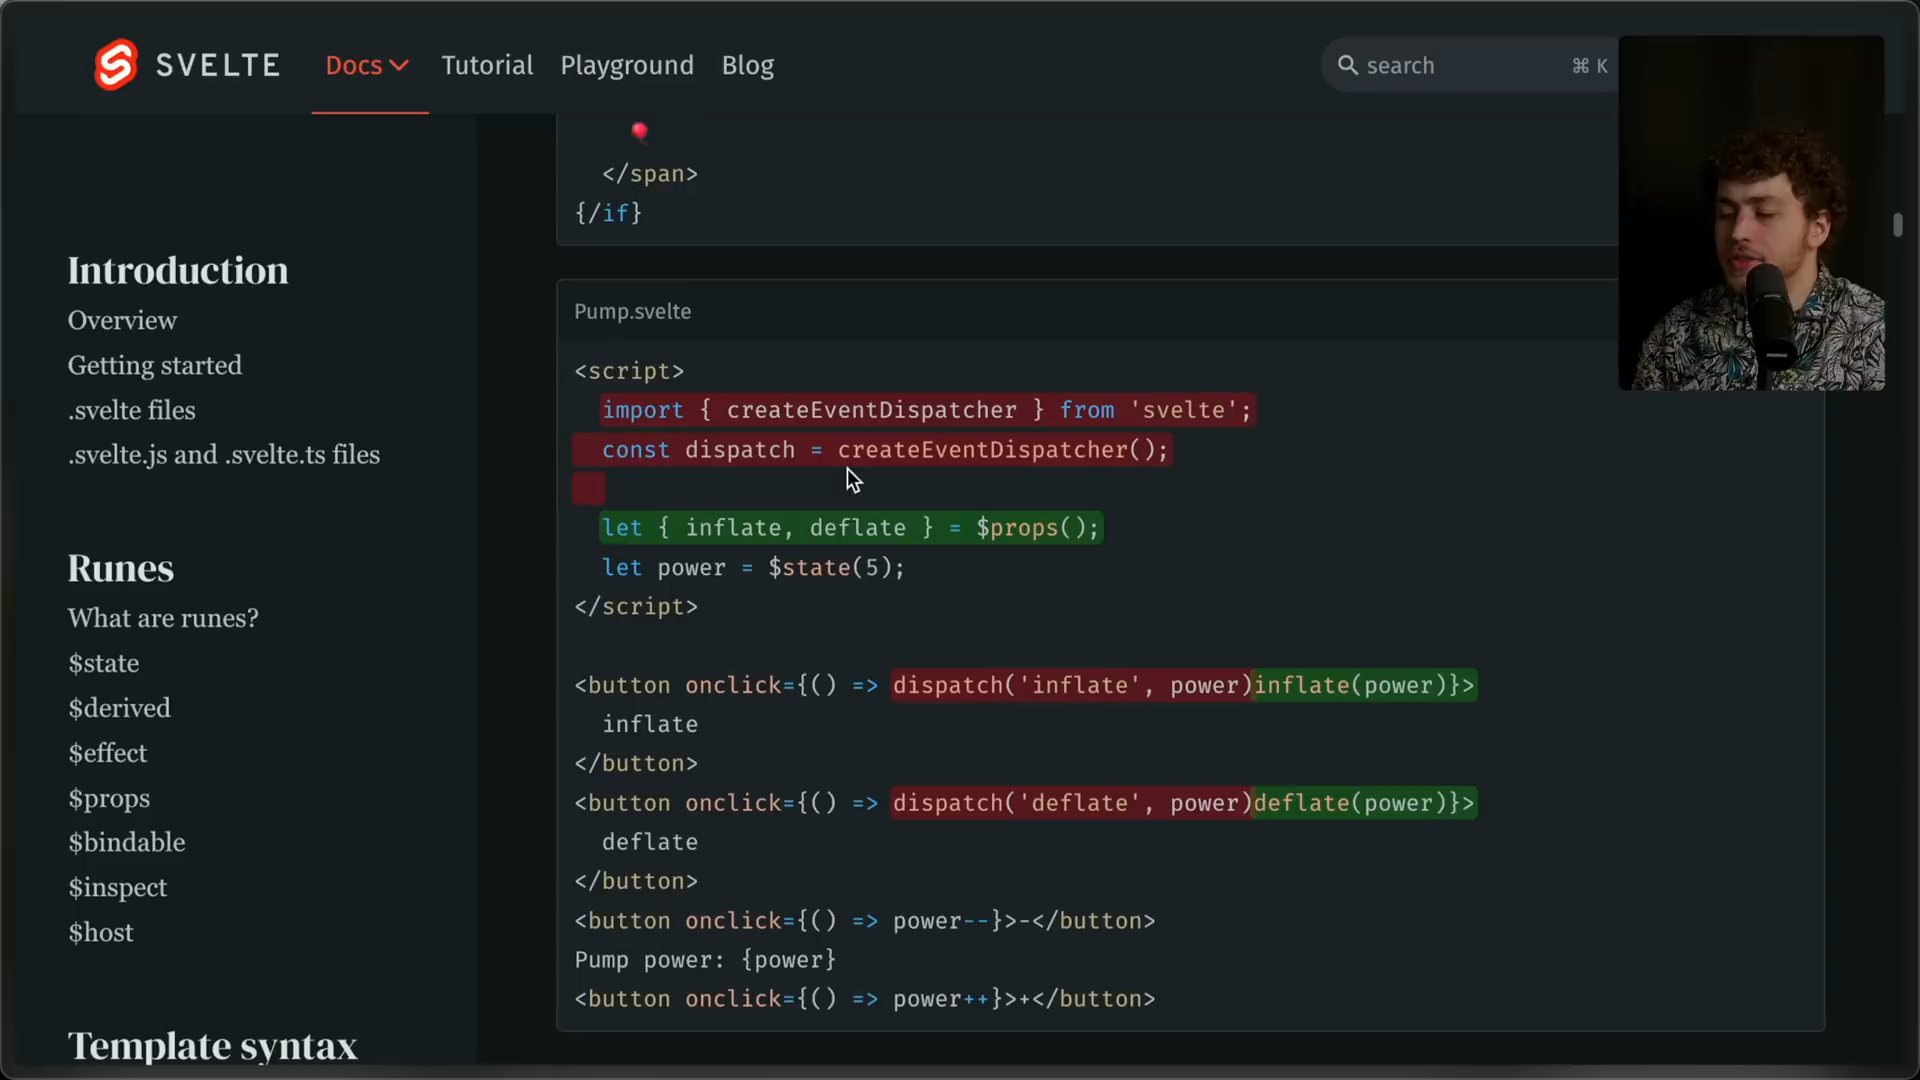 SVELTE
Docs
Tutorial
Playground
Blog
search
⌘ K
Introduction
Overview
Getting started
.svelte files
.svelte.js and .svelte.ts files
Runes
What are runes?
$state
$derived
$effect
$props
$bindable
$inspect
$host
Template syntax
</span>
{/if}
Pump.svelte
<script>
import { createEventDispatcher } from 'svelte';
const dispatch = createEventDispatcher();
let { inflate, deflate } = $props();
let power = $state(5);
</script>
<button onclick={() => dispatch('inflate', power)inflate(power)}>
inflate
</button>
<button onclick={() => dispatch('deflate', power)deflate(power)}>
deflate
</button>
<button onclick={() => power--}>-</button>
Pump power: {power}
<button onclick={() => power++}>+</button>